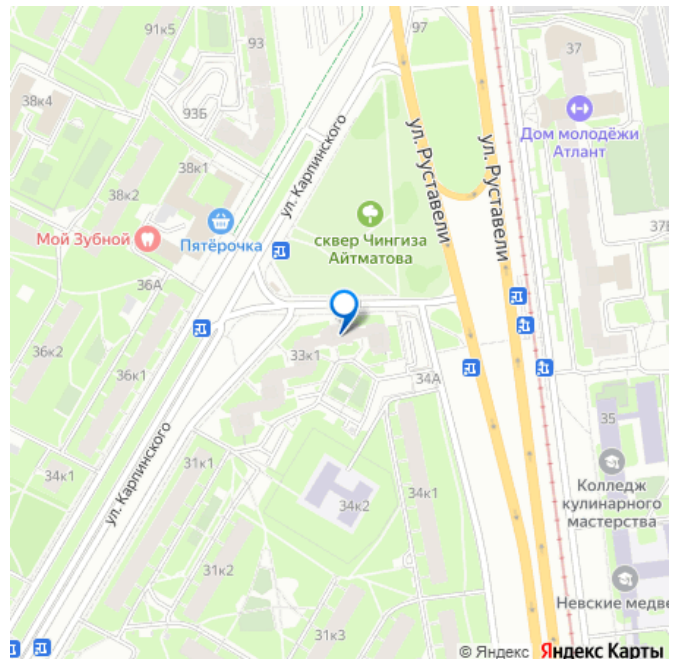 91к5
93
97
37
38к4
93Б
ул. Карпинского
ул. Руставели
ул. Руставели
Дом молодёжи
Атлант
38к1
38к2
Мой Зубной
Пятёрочка
сквер Чингиза
Айтматова
36А
36к2
36к1
33к1
34А
35
34к1
ул. Карпинского
31к1
34к2
34к1
Колледж
кулинарного
мастерства
31к2
31к3
Невские медве
© Яндекс Яндекс Карты